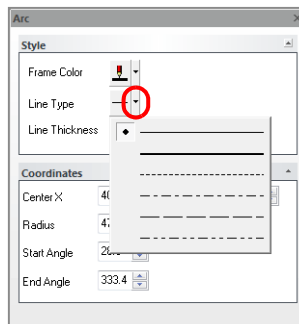 Arc
Style
Frame Color
Line Type
Line Thickness
Coordinates
Center X
Radius
Start Angle
End Angle 333.4